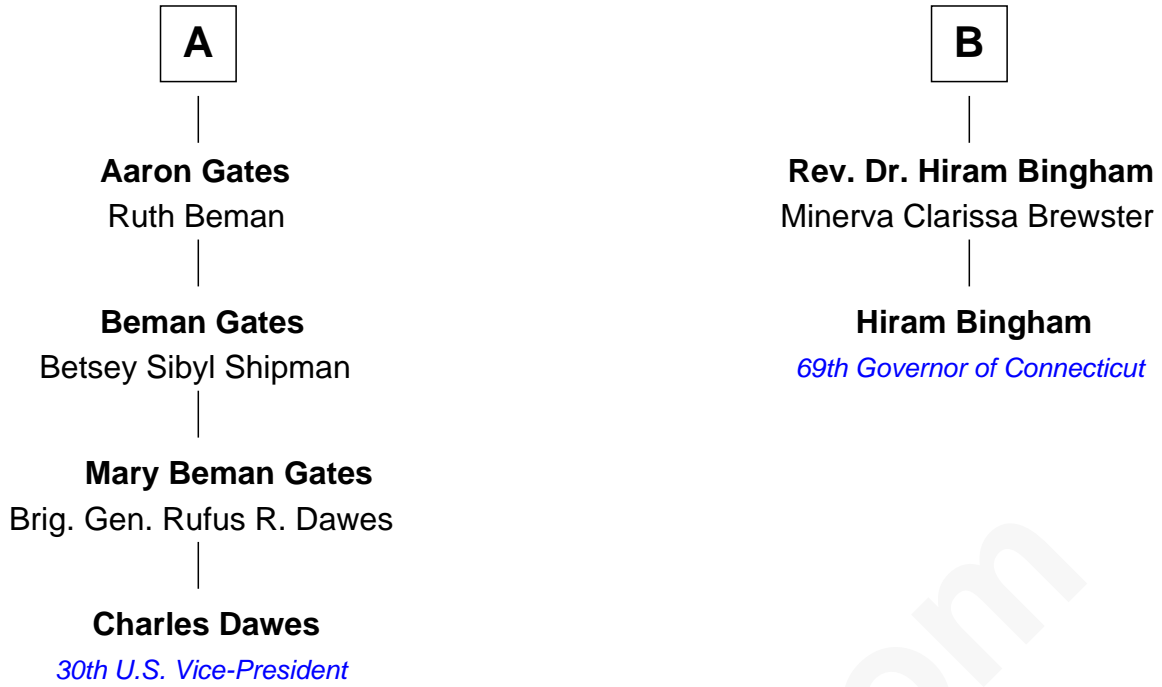 A
Aaron Gates
Ruth Beman
Beman Gates
Betsey Sibyl Shipman
Mary Beman Gates
Brig. Gen. Rufus R. Dawes
Charles Dawes
30th U.S. Vice-President
B
Rev. Dr. Hiram Bingham
Minerva Clarissa Brewster
Hiram Bingham
69th Governor of Connecticut
om